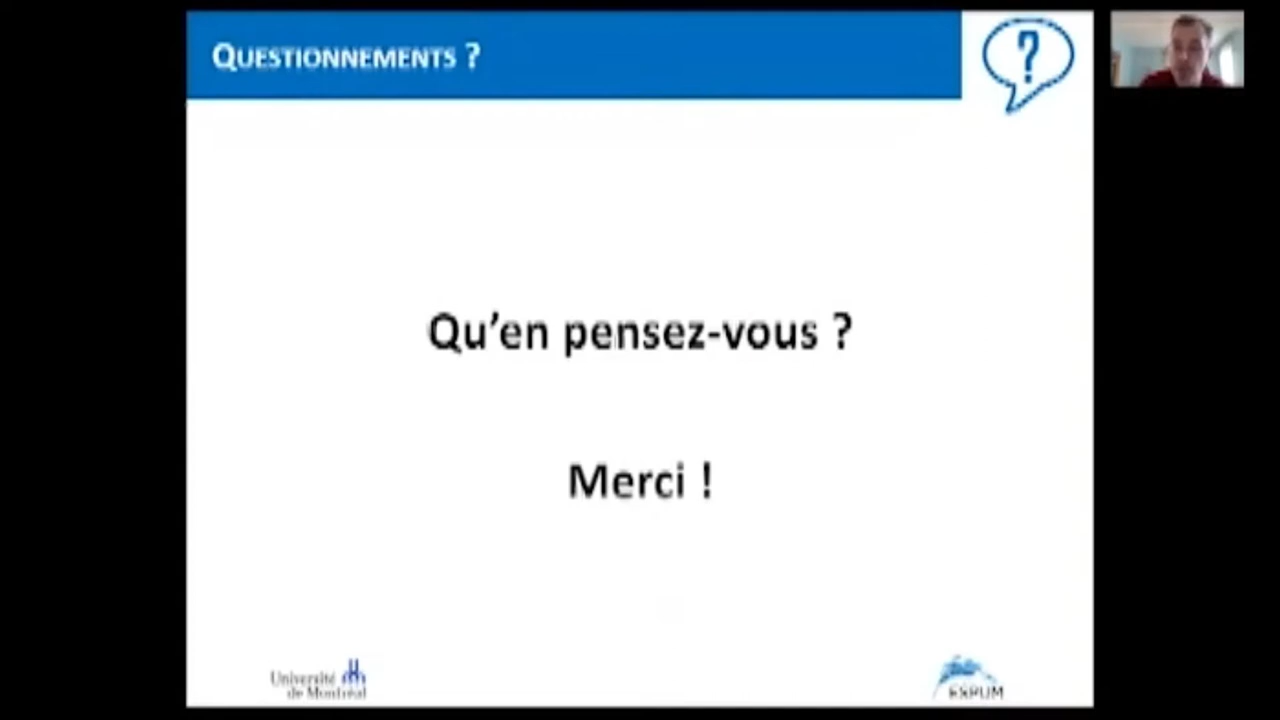 QUESTIONNEMENTS ?
?
Qu'en pensez-vous ?
Merci !
Université
de Montréal
ESPUM